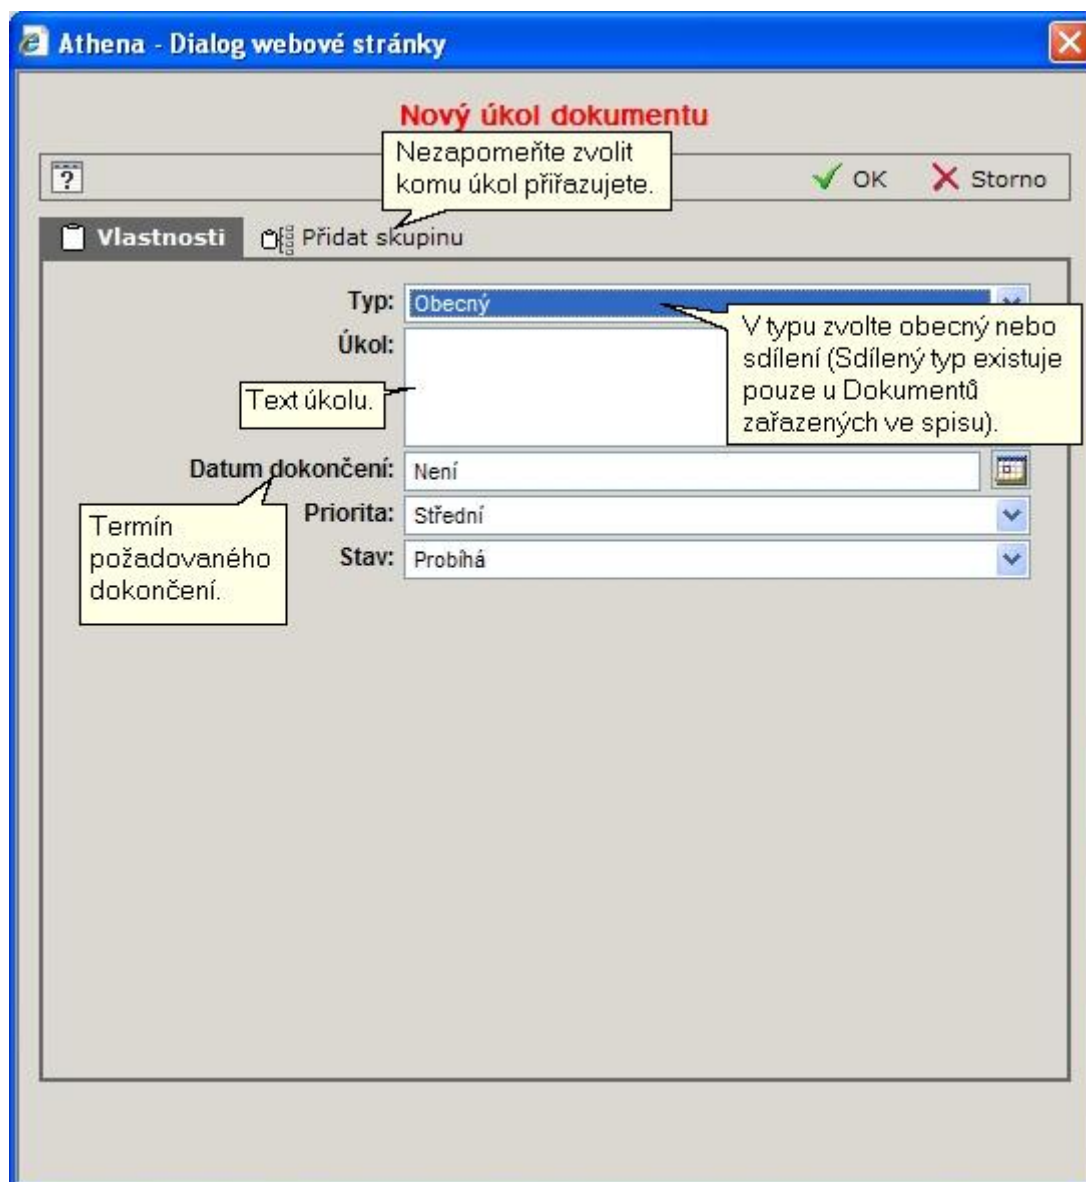 Athena - Dialog webové stránky
Nový úkol dokumentu
Nezapomeňte zvolit
komu úkol přiřazujete.
?
OK
Storno
Vlastnosti
Přidat skupinu
Typ:
Obecný
V typu zvolte obecný nebo
sdílení (Sdílený typ existuje
pouze u Dokumentů
zařazených ve spisu).
Úkol:
Text úkolu.
Datum dokončení:
Není
Termín
požadovaného
dokončení.
Priorita:
Střední
Stav:
Probíhá